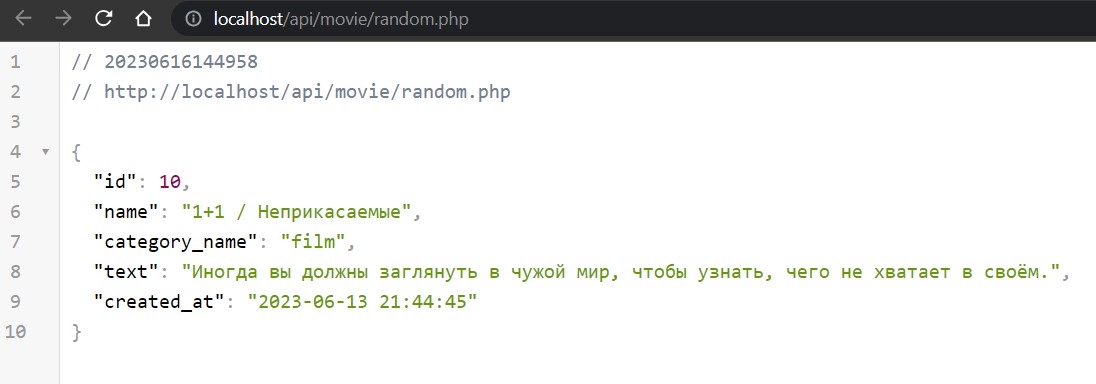 localhost/api/movie/random.php
1 // 20230616144958
2 // http://localhost/api/movie/random.php
3
4 {
5 "id": 10,
6 "name": "1+1 / Неприкасаемые",
7 "category_name": "film",
8 "text": "Иногда вы должны заглянуть в чужой мир, чтобы узнать, чего не хватает в своём.",
9 "created_at": "2023-06-13 21:44:45"
10 }